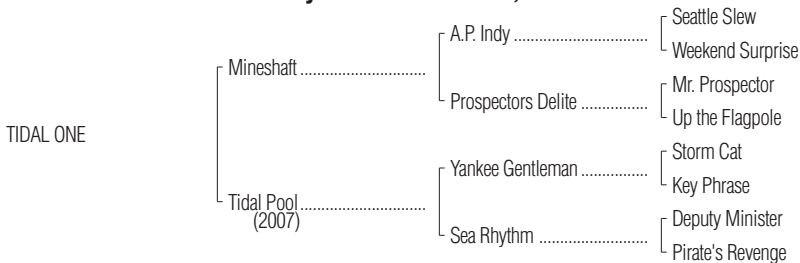 Seattle Slew
A.P. Indy ..................................
Weekend Surprise
Mineshaft ...............................
Mr. Prospector
Prospectors Delite .................
Up the Flagpole
TIDAL ONE
Storm Cat
Yankee Gentleman .................
Key Phrase
Tidal Pool ...............................
(2007)
Deputy Minister
Sea Rhythm ...........................
Pirate's Revenge